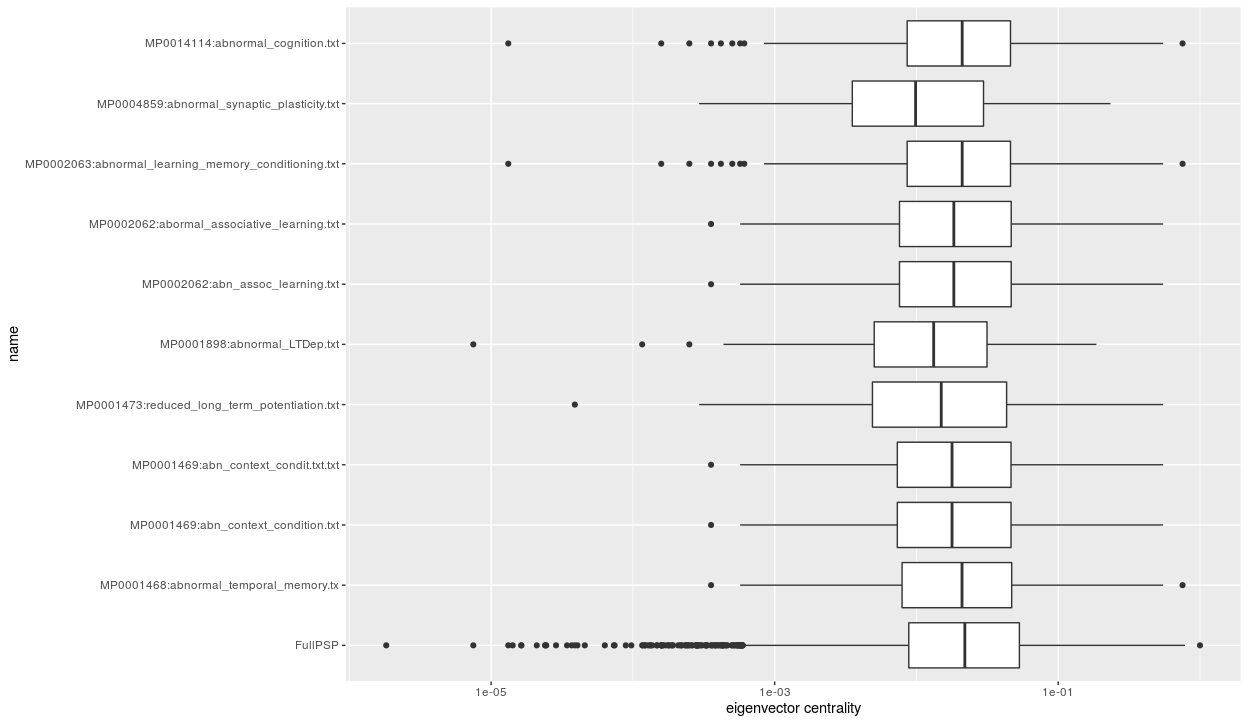 MP0014114:abnormal_cognition.txt
MP0004859:abnormal_synaptic_plasticity.txt
MP0002063:abnormal_learning_memory_conditioning.txt
MP0002062:abormal_associative_learning.txt
MP0002062:abn_assoc_learning.txt
MP0001898:abnormal_LTDep.txt
MP0001473:reduced_long_term_potentiation.txt
MP0001469:abn_context_condit.txt.txt
MP0001469:abn_context_condition.txt
MP0001468:abnormal_temporal_memory.tx
FullPSP
name
1e-05 1e-03 1e-01
eigenvector centrality